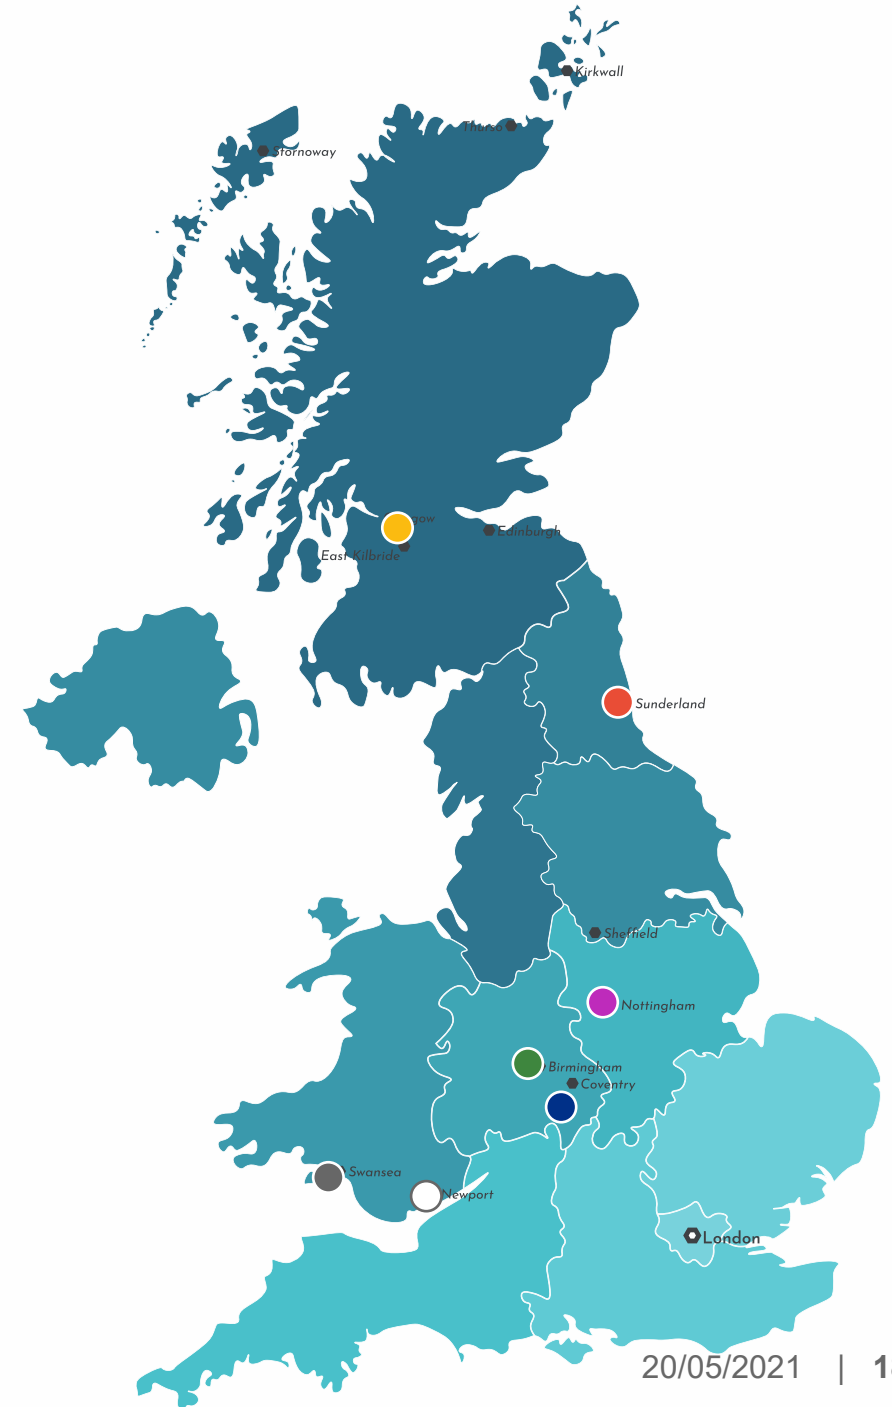 Kirkwall
Thurso
Stornoway
Edinburgh
East Kilbride
Sunderland
Sheffield
Nottingham
Birmingham
Coventry
Swansea
Newport
London
20/05/2021 |